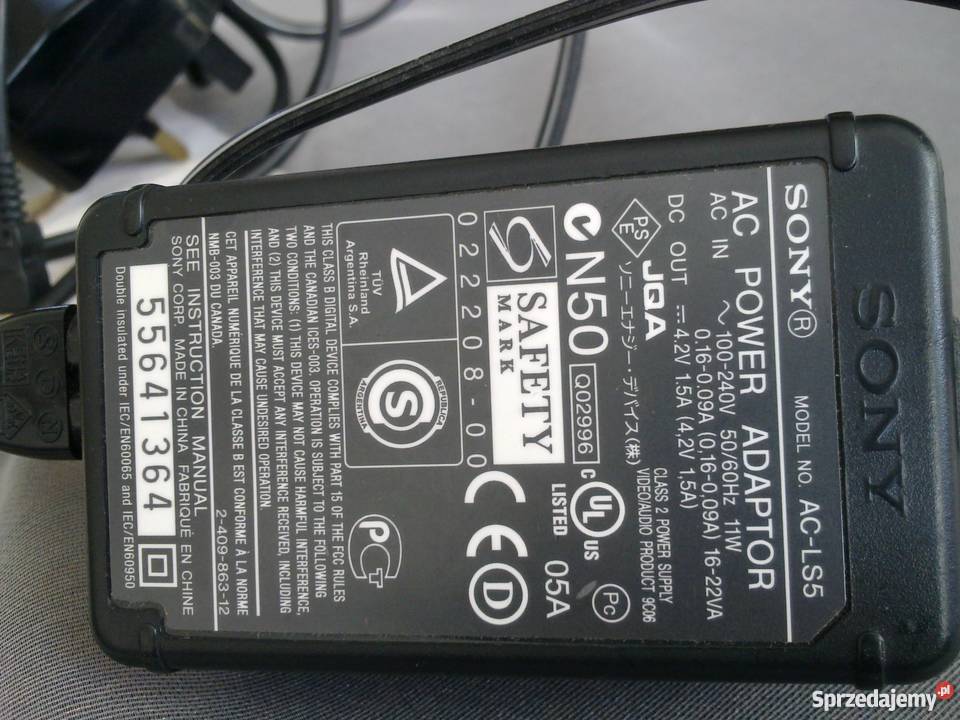 SONY
SONY® MODEL NO. AC-LS5
AC POWER ADAPTOR
AC IN ~100-240V 50/60Hz 11W
0.16-0.09A (0,16-0,09A) 16-22VA
DC OUT ⎓ 4.2V 1.5A (4,2V 1,5A)
PS E JQA CLASS 2 POWER SUPPLY
ソニーエナジー・デバイス(株) VIDEO/AUDIO PRODUCT 9C06
N50 Q02996 C UL US LISTED 05A Pc
S SAFETY MARK CE D
022208-00
TÜV Rheinland Argentina S.A.
S REPUBLICA ARGENTINA
PCT
THIS CLASS B DIGITAL DEVICE COMPLIES WITH PART 15 OF THE FCC RULES
AND THE CANADIAN ICES-003. OPERATION IS SUBJECT TO THE FOLLOWING
TWO CONDITIONS: (1) THIS DEVICE MAY NOT CAUSE HARMFUL INTERFERENCE,
AND (2) THIS DEVICE MUST ACCEPT ANY INTERFERENCE RECEIVED, INCLUDING
INTERFERENCE THAT MAY CAUSE UNDESIRED OPERATION.
CET APPAREIL NUMÉRIQUE DE LA CLASSE B EST CONFORME À LA NORME
NMB-003 DU CANADA.
2-409-863-12
SEE INSTRUCTION MANUAL
SONY CORP. MADE IN CHINA FABRIQUÉ EN CHINE
55641364
Double insulated under IEC/EN60065 and IEC/EN60950
Sprzedajemy.pl